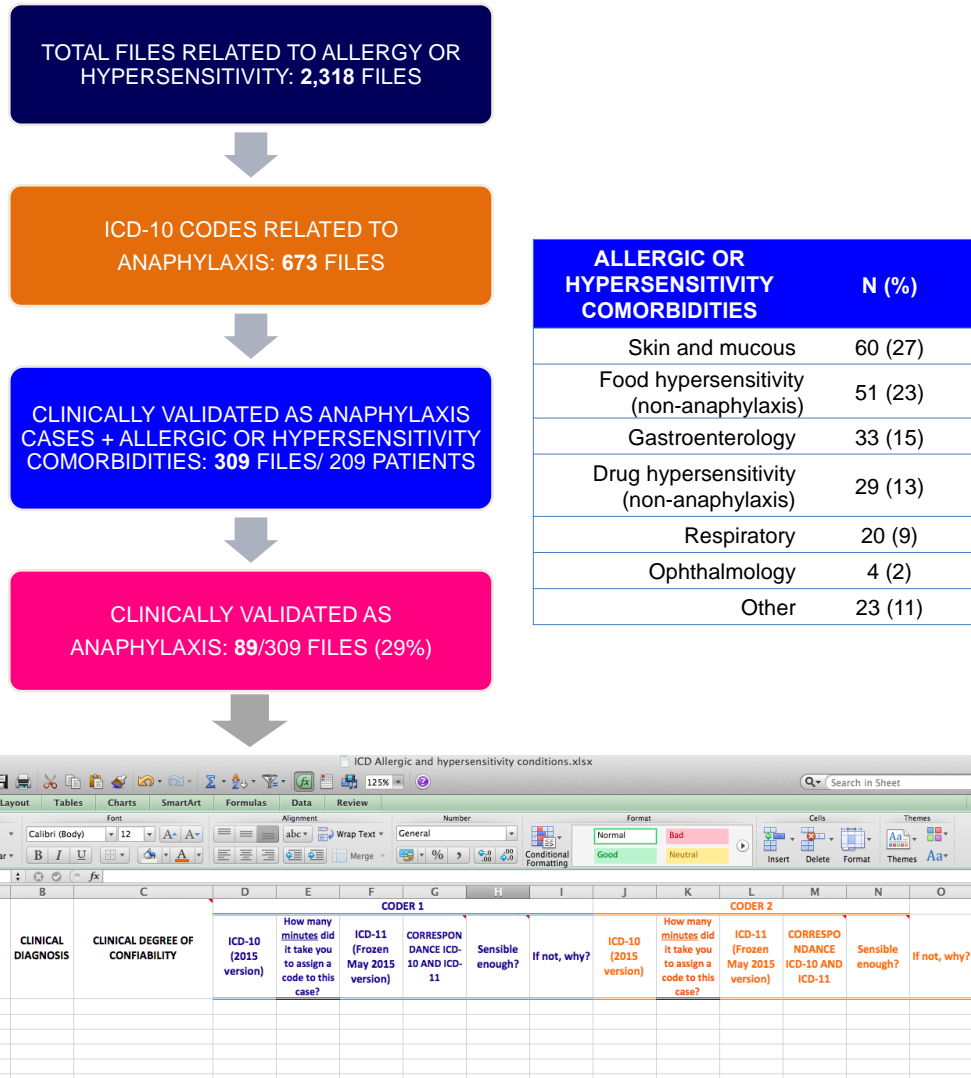 TOTAL FILES RELATED TO ALLERGY OR
HYPERSENSITIVITY: 2,318 FILES
ICD-10 CODES RELATED TO
ANAPHYLAXIS: 673 FILES
CLINICALLY VALIDATED AS ANAPHYLAXIS
CASES + ALLERGIC OR HYPERSENSITIVITY
COMORBIDITIES: 309 FILES/ 209 PATIENTS
CLINICALLY VALIDATED AS
ANAPHYLAXIS: 89/309 FILES (29%)
ALLERGIC OR
HYPERSENSITIVITY
COMORBIDITIES
N (%)
Skin and mucous 60 (27)
Food hypersensitivity
(non-anaphylaxis) 51 (23)
Gastroenterology 33 (15)
Drug hypersensitivity
(non-anaphylaxis) 29 (13)
Respiratory 20 (9)
Ophthalmology 4 (2)
Other 23 (11)
ICD Allergic and hypersensitivity conditions.xlsx
125% Search in Sheet
Layout Tables Charts SmartArt Formulas Data Review
Font Alignment Number Format Cells Themes
Calibri (Body) 12 A A abc Wrap Text General Normal Bad
B I U A Merge % Conditional Formatting Good Neutral Insert Delete Format Themes Aa
fx
B C D E F G H I J K L M N O
CODER 1 CODER 2
CLINICAL
DIAGNOSIS
CLINICAL DEGREE OF
CONFIABILITY
ICD-10
(2015
version)
How many
minutes did
it take you
to assign a
code to this
case?
ICD-11
(Frozen
May 2015
version)
CORRESPON
DANCE ICD-
10 AND ICD-
11
Sensible
enough?
If not, why?
ICD-10
(2015
version)
How many
minutes did
it take you
to assign a
code to this
case?
ICD-11
(Frozen
May 2015
version)
CORRESPO
NDANCE
ICD-10 AND
ICD-11
Sensible
enough?
If not, why?